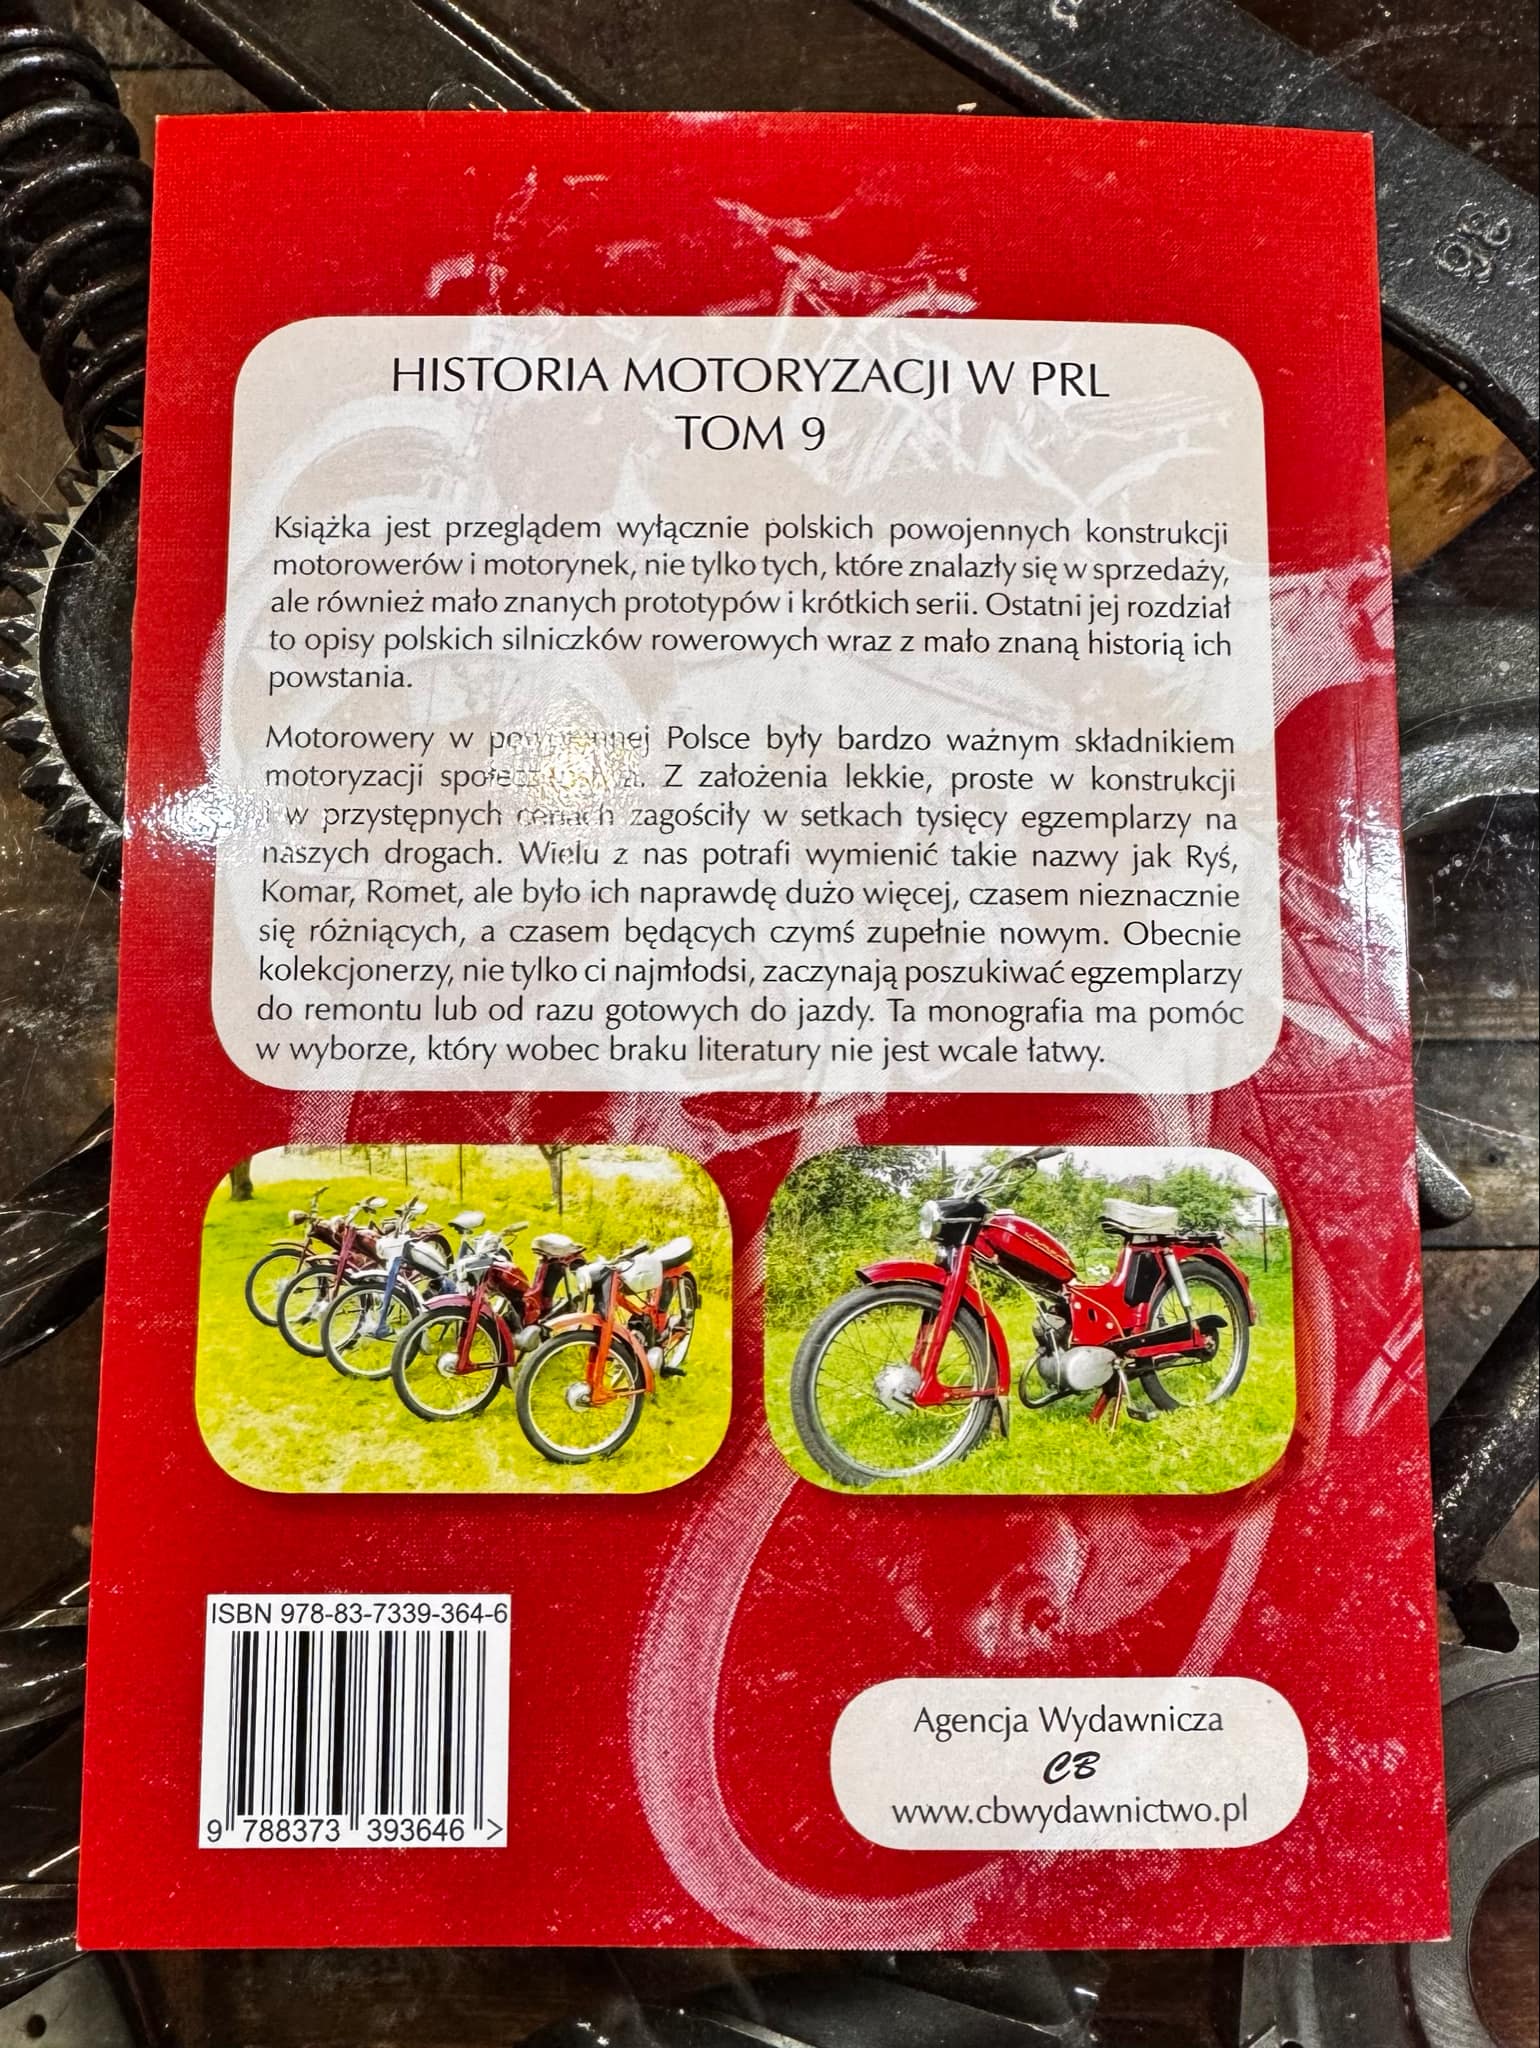 HISTORIA MOTORYZACJI W PRL
TOM 9
Książka jest przeglądem wyłącznie polskich powojennych konstrukcji
motorowerów i motorynek, nie tylko tych, które znalazły się w sprzedaży,
ale również mało znanych prototypów i krótkich serii. Ostatni jej rozdział
to opisy polskich silniczków rowerowych wraz z mało znaną historią ich
powstania.
Motorowery w powojennej Polsce były bardzo ważnym składnikiem
motoryzacji Z założenia lekkie, proste w konstrukcji
i w przystępnych cenach zagościły w setkach tysięcy egzemplarzy na
naszych drogach. Wielu z nas potrafi wymienić takie nazwy jak Ryś,
Komar, Romet, ale było ich naprawdę dużo więcej, czasem nieznacznie
się różniących, a czasem będących czymś zupełnie nowym. Obecnie
kolekcjonerzy, nie tylko ci najmłodsi, zaczynają poszukiwać egzemplarzy
do remontu lub od razu gotowych do jazdy. Ta monografia ma pomóc
w wyborze, który wobec braku literatury nie jest wcale łatwy.
ISBN 978-83-7339-364-6
9 788373 393646 >
Agencja Wydawnicza
CB
www.cbwydawnictwo.pl
36